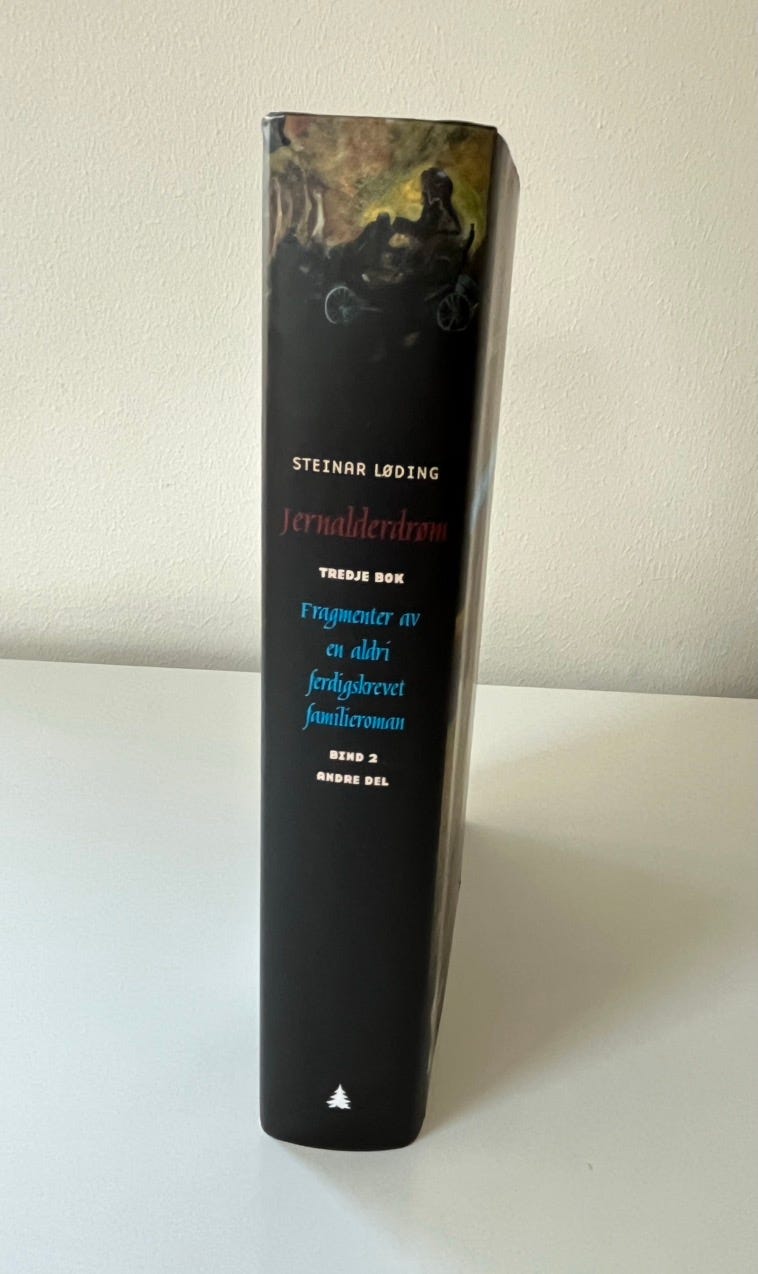 STEINAR LØDING
Jernalderdrøm
TREDJE BOK
Fragmenter av
en aldri
ferdigskrevet
familieroman
BIND 2
ANDRE DEL